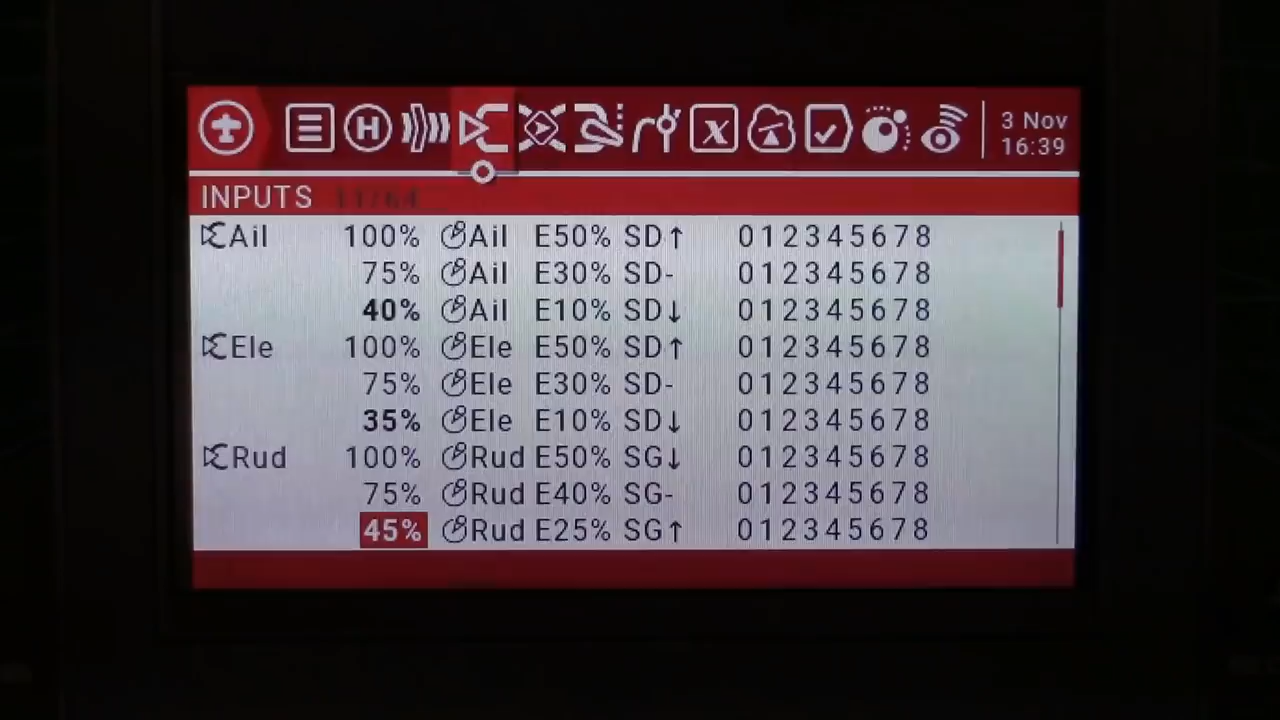 3 Nov
16:39
INPUTS 11/64
Ail 100% Ail E50% SD↑ 012345678
75% Ail E30% SD- 012345678
40% Ail E10% SD↓ 012345678
Ele 100% Ele E50% SD↑ 012345678
75% Ele E30% SD- 012345678
35% Ele E10% SD↓ 012345678
Rud 100% Rud E50% SG↓ 012345678
75% Rud E40% SG- 012345678
45% Rud E25% SG↑ 012345678